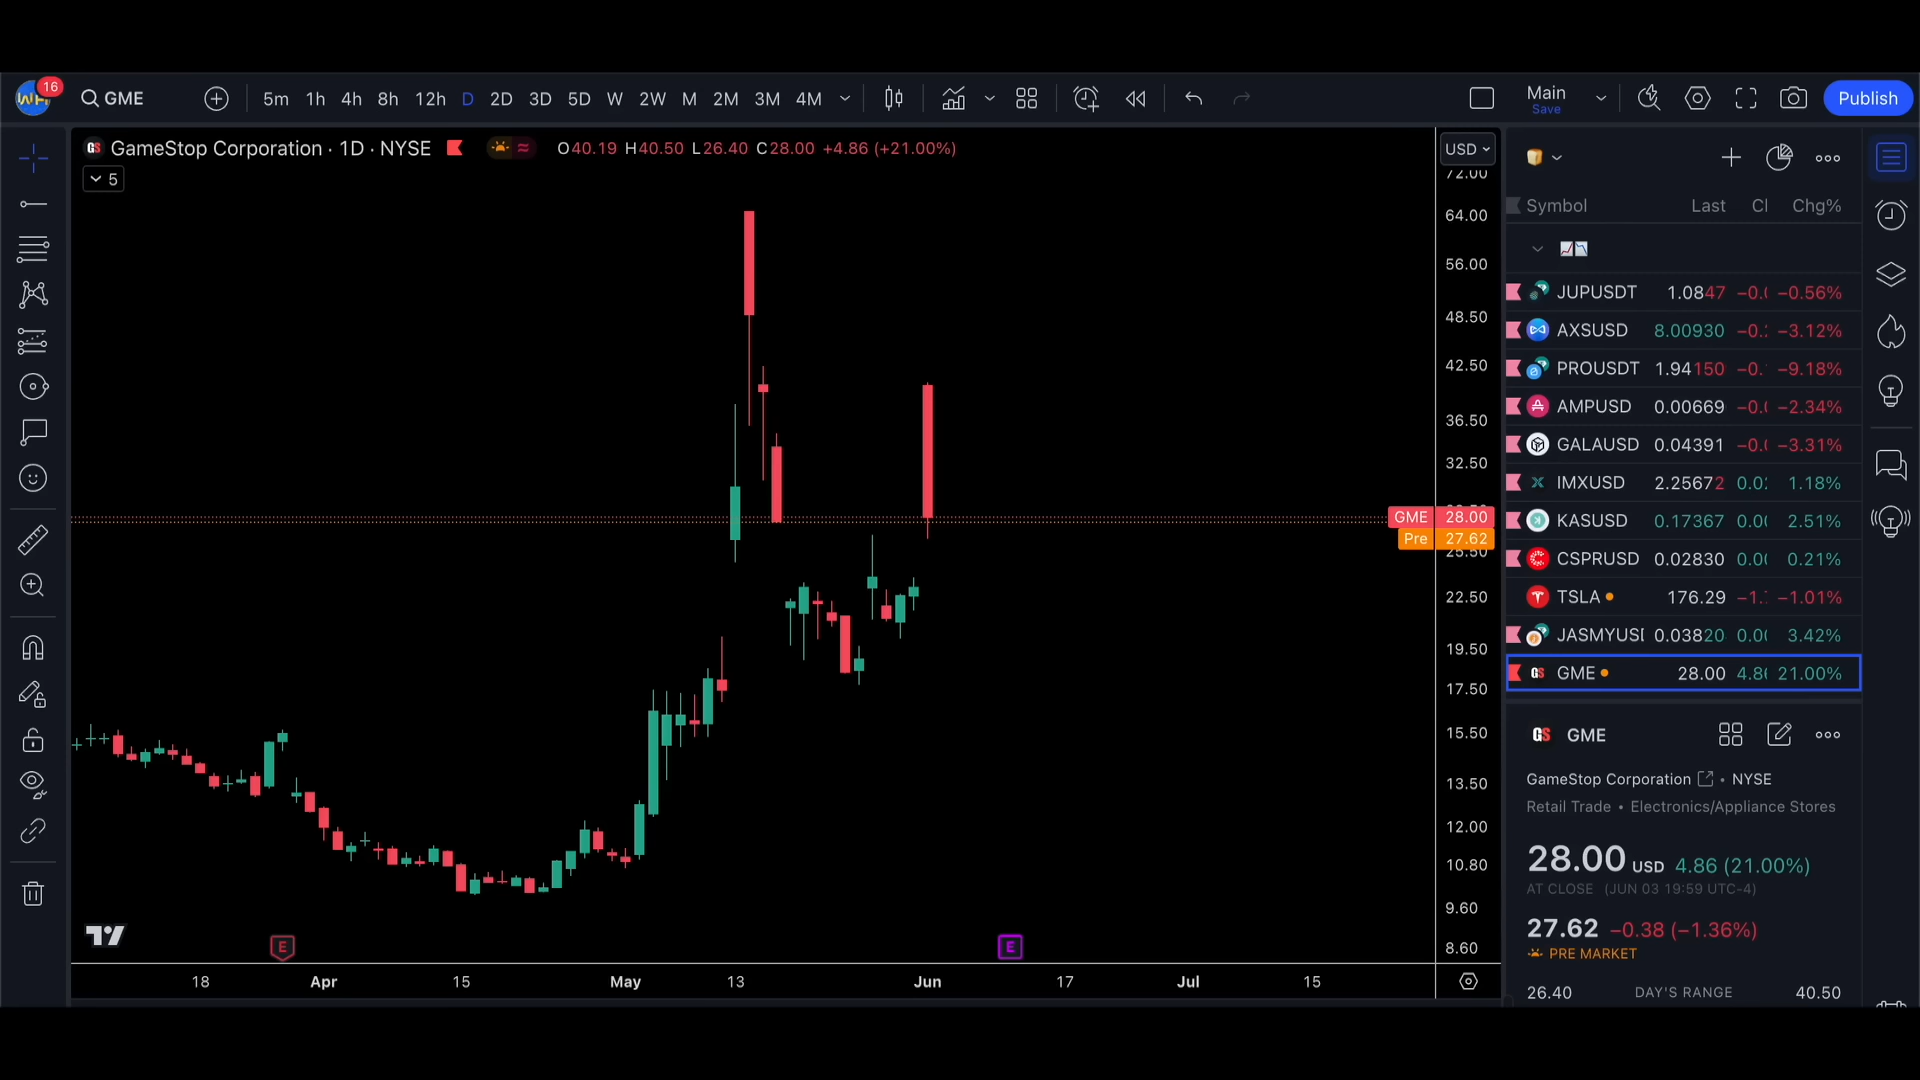 16
GME
5m 1h 4h 8h 12h D 2D 3D 5D W 2W M 2M 3M 4M
Main
Save
Publish
GameStop Corporation · 1D · NYSE
O40.19 H40.50 L26.40 C28.00 +4.86 (+21.00%)
5
USD
72.00
64.00
56.00
48.50
42.50
36.50
32.50
GME 28.00
Pre 27.62
25.50
22.50
19.50
17.50
15.50
13.50
12.00
10.80
9.60
8.60
E
E
18 Apr 15 May 13 Jun 17 Jul 15
Symbol Last Chg%
JUPUSDT 1.0847 −0.56%
AXSUSD 8.00930 −3.12%
PROUSDT 1.94150 −9.18%
AMPUSD 0.00669 −2.34%
GALAUSD 0.04391 −3.31%
IMXUSD 2.25672 1.18%
KASUSD 0.17367 2.51%
CSPRUSD 0.02830 0.21%
TSLA 176.29 −1.01%
JASMYUSI 0.03820 3.42%
GME 28.00 21.00%
GME
GameStop Corporation • NYSE
Retail Trade • Electronics/Appliance Stores
28.00 USD 4.86 (21.00%)
AT CLOSE (JUN 03 19:59 UTC-4)
27.62 −0.38 (−1.36%)
PRE MARKET
26.40 DAY'S RANGE 40.50